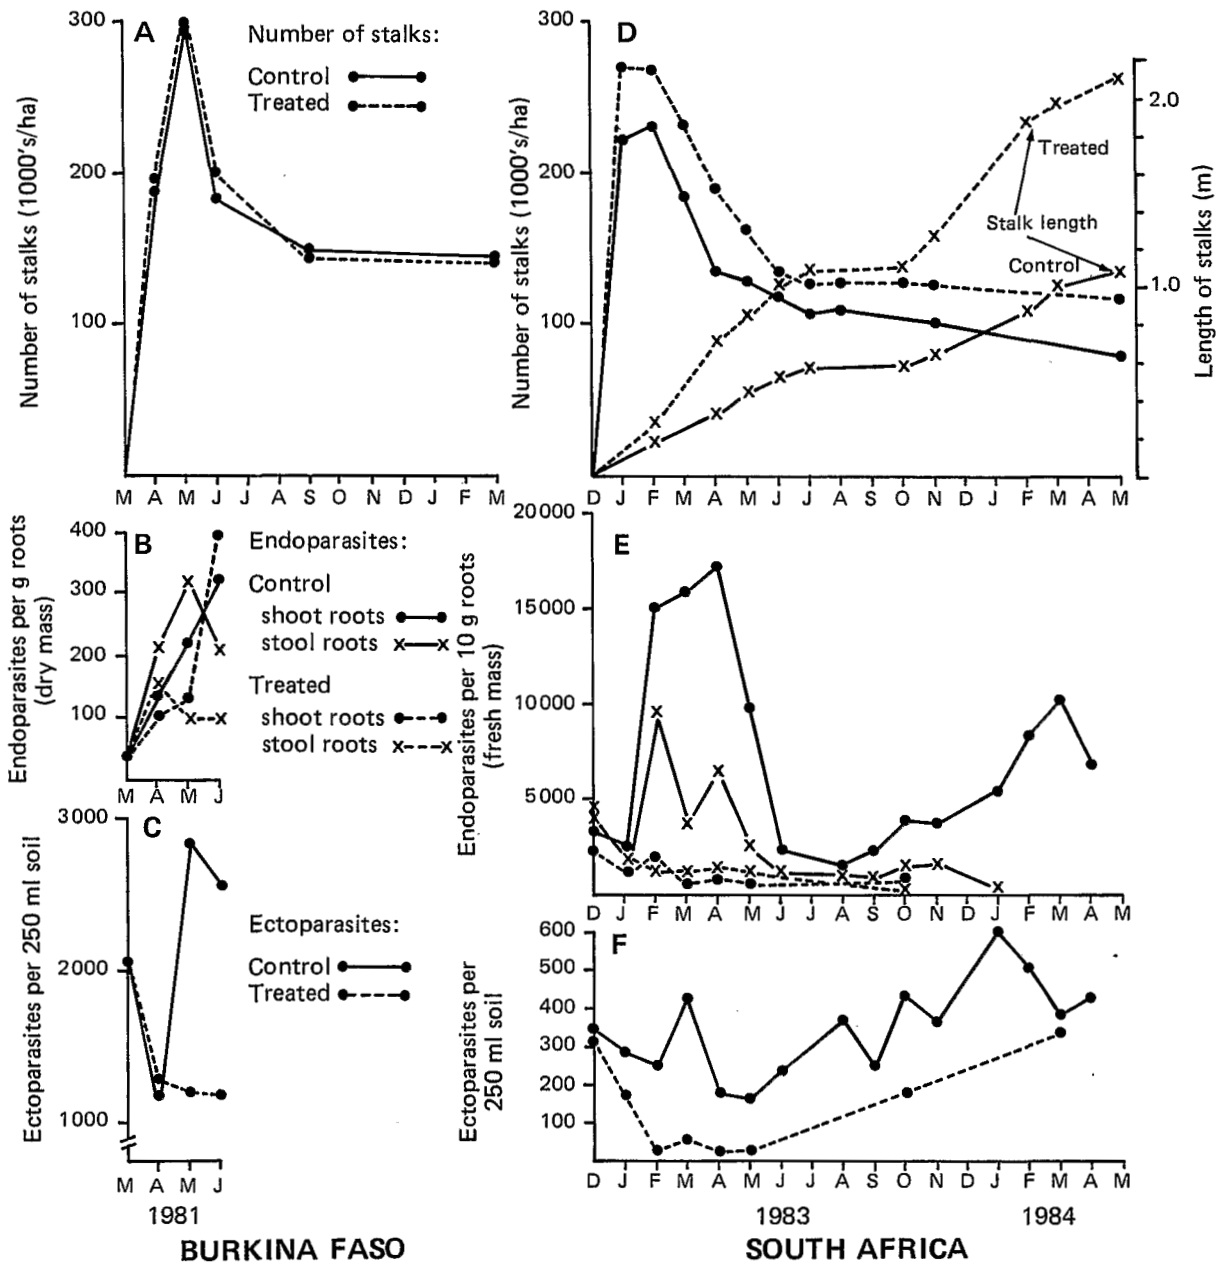 A
Number of stalks:
Control
Treated
300
200
100
Number of stalks (1000's/ha)
M A M J J A S O N D J F M
D
300
200
100
Number of stalks (1000's/ha)
Treated
Stalk length
Control
2.0
1.0
Length of stalks (m)
D J F M A M J J A S O N D J F M A M
B
Endoparasites:
Control
shoot roots
stool roots
Treated
shoot roots
stool roots
400
300
200
100
Endoparasites per g roots
(dry mass)
M A M J
E
20000
15000
10000
5000
Endoparasites per 10 g roots
(fresh mass)
D J F M A M J J A S O N D J F M A M
C
Ectoparasites:
Control
Treated
3000
2000
1000
Ectoparasites per 250 ml soil
M A M J
1981
BURKINA FASO
F
600
500
400
300
200
100
Ectoparasites per
250 ml soil
D J F M A M J J A S O N D J F M A M
1983
1984
SOUTH AFRICA